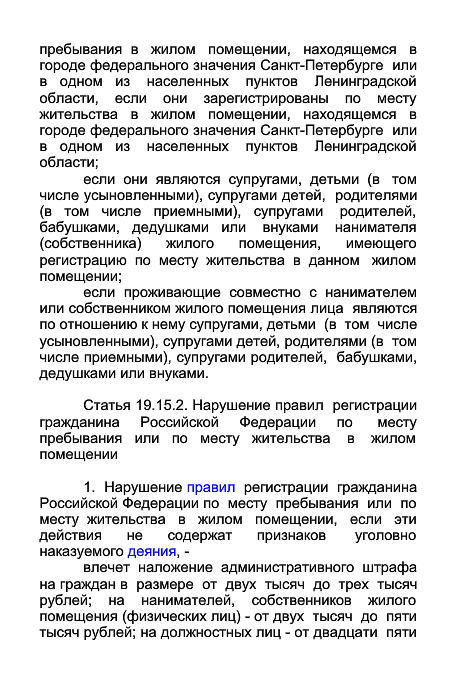 пребывания в жилом помещении, находящемся в
городе федерального значения Санкт-Петербурге или
в одном из населенных пунктов Ленинградской
области, если они зарегистрированы по месту
жительства в жилом помещении, находящемся в
городе федерального значения Санкт-Петербурге или
в одном из населенных пунктов Ленинградской
области;
если они являются супругами, детьми (в том
числе усыновленными), супругами детей, родителями
(в том числе приемными), супругами родителей,
бабушками, дедушками или внуками нанимателя
(собственника) жилого помещения, имеющего
регистрацию по месту жительства в данном жилом
помещении;
если проживающие совместно с нанимателем
или собственником жилого помещения лица являются
по отношению к нему супругами, детьми (в том числе
усыновленными), супругами детей, родителями (в том
числе приемными), супругами родителей, бабушками,
дедушками или внуками.
Статья 19.15.2. Нарушение правил регистрации
гражданина Российской Федерации по месту
пребывания или по месту жительства в жилом
помещении
1. Нарушение правил регистрации гражданина
Российской Федерации по месту пребывания или по
месту жительства в жилом помещении, если эти
действия не содержат признаков уголовно
наказуемого деяния, -
влечет наложение административного штрафа
на граждан в размере от двух тысяч до трех тысяч
рублей; на нанимателей, собственников жилого
помещения (физических лиц) - от двух тысяч до пяти
тысяч рублей; на должностных лиц - от двадцати пяти